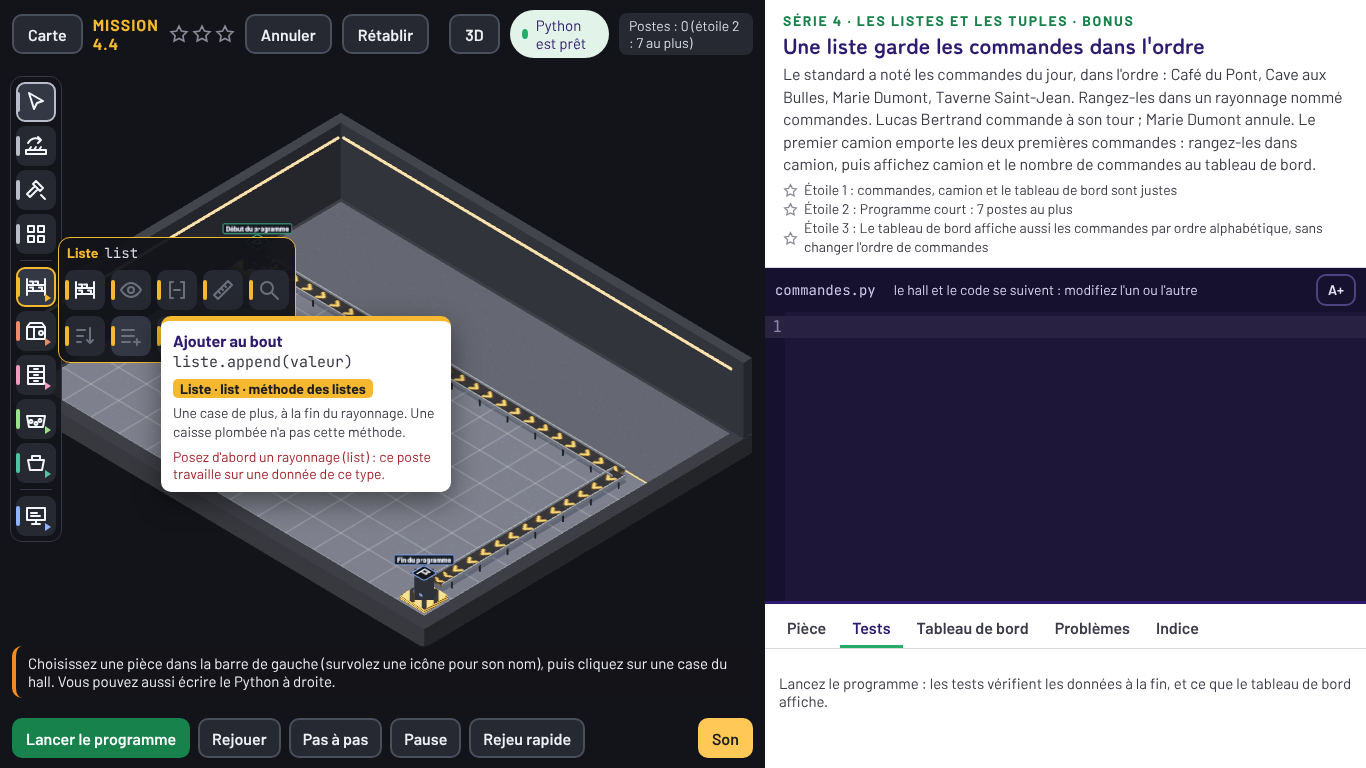 Carte
MISSION
4.4
Annuler
Rétablir
3D
Python
est prêt
Postes : 0 (étoile 2
: 7 au plus)
Début du programme
Liste list
Ajouter au bout
liste.append(valeur)
Liste · list · méthode des listes
Une case de plus, à la fin du rayonnage. Une
caisse plombée n'a pas cette méthode.
Posez d'abord un rayonnage (list) : ce poste
travaille sur une donnée de ce type.
Fin du programme
Choisissez une pièce dans la barre de gauche (survolez une icône pour son nom), puis cliquez sur une case du
hall. Vous pouvez aussi écrire le Python à droite.
Lancer le programme
Rejouer
Pas à pas
Pause
Rejeu rapide
Son
SÉRIE 4 · LES LISTES ET LES TUPLES · BONUS
Une liste garde les commandes dans l'ordre
Le standard a noté les commandes du jour, dans l'ordre : Café du Pont, Cave aux
Bulles, Marie Dumont, Taverne Saint-Jean. Rangez-les dans un rayonnage nommé
commandes. Lucas Bertrand commande à son tour ; Marie Dumont annule. Le
premier camion emporte les deux premières commandes : rangez-les dans
camion, puis affichez camion et le nombre de commandes au tableau de bord.
Étoile 1 : commandes, camion et le tableau de bord sont justes
Étoile 2 : Programme court : 7 postes au plus
Étoile 3 : Le tableau de bord affiche aussi les commandes par ordre alphabétique, sans
changer l'ordre de commandes
commandes.py
le hall et le code se suivent : modifiez l'un ou l'autre
A+
1
Pièce
Tests
Tableau de bord
Problèmes
Indice
Lancez le programme : les tests vérifient les données à la fin, et ce que le tableau de bord
affiche.